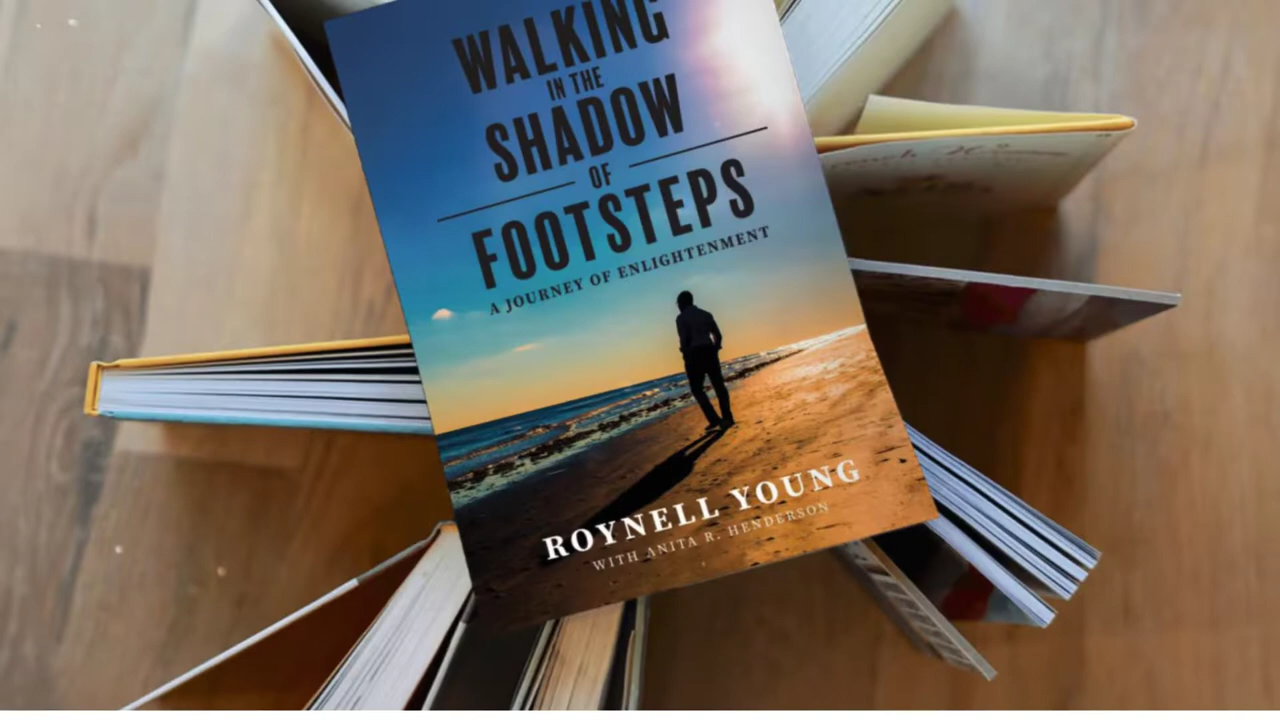 WALKING
IN THE
SHADOW
OF
FOOTSTEPS
A JOURNEY OF ENLIGHTENMENT
ROYNELL YOUNG
WITH ANITA R. HENDERSON